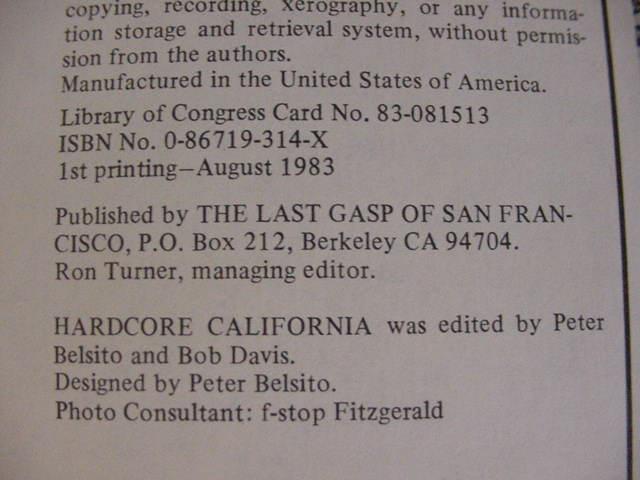 copying, recording, xerography, or any informa-
tion storage and retrieval system, without permis-
sion from the authors.
Manufactured in the United States of America.
Library of Congress Card No. 83-081513
ISBN No. 0-86719-314-X
1st printing—August 1983
Published by THE LAST GASP OF SAN FRAN-
CISCO, P.O. Box 212, Berkeley CA 94704.
Ron Turner, managing editor.
HARDCORE CALIFORNIA was edited by Peter
Belsito and Bob Davis.
Designed by Peter Belsito.
Photo Consultant: f-stop Fitzgerald